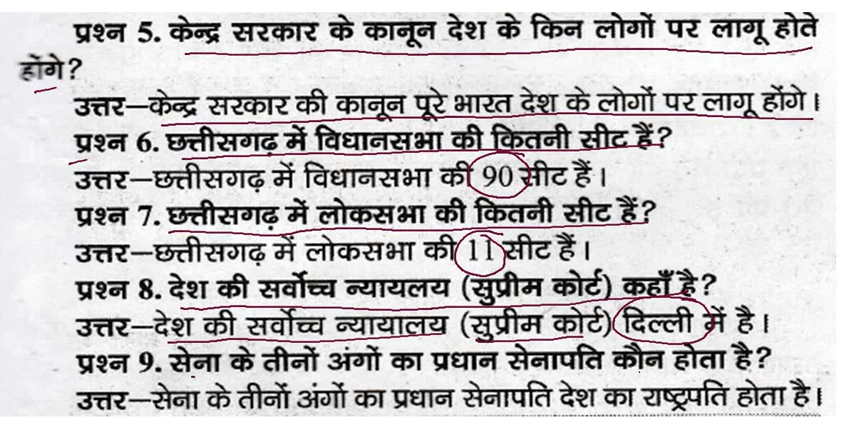 प्रश्न 5. केन्द्र सरकार के कानून देश के किन लोगों पर लागू होते
होंगे?
उत्तर–केन्द्र सरकार की कानून पूरे भारत देश के लोगों पर लागू होंगे।
प्रश्न 6. छत्तीसगढ़ में विधानसभा की कितनी सीट हैं?
उत्तर–छत्तीसगढ़ में विधानसभा की 90 सीट हैं।
प्रश्न 7. छत्तीसगढ़ में लोकसभा की कितनी सीट हैं?
उत्तर–छत्तीसगढ़ में लोकसभा की 11 सीट हैं।
प्रश्न 8. देश की सर्वोच्च न्यायलय (सुप्रीम कोर्ट) कहाँ है?
उत्तर–देश की सर्वोच्च न्यायालय (सुप्रीम कोर्ट) दिल्ली में है।
प्रश्न 9. सेना के तीनों अंगों का प्रधान सेनापति कौन होता है?
उत्तर–सेना के तीनों अंगों का प्रधान सेनापति देश का राष्ट्रपति होता है।